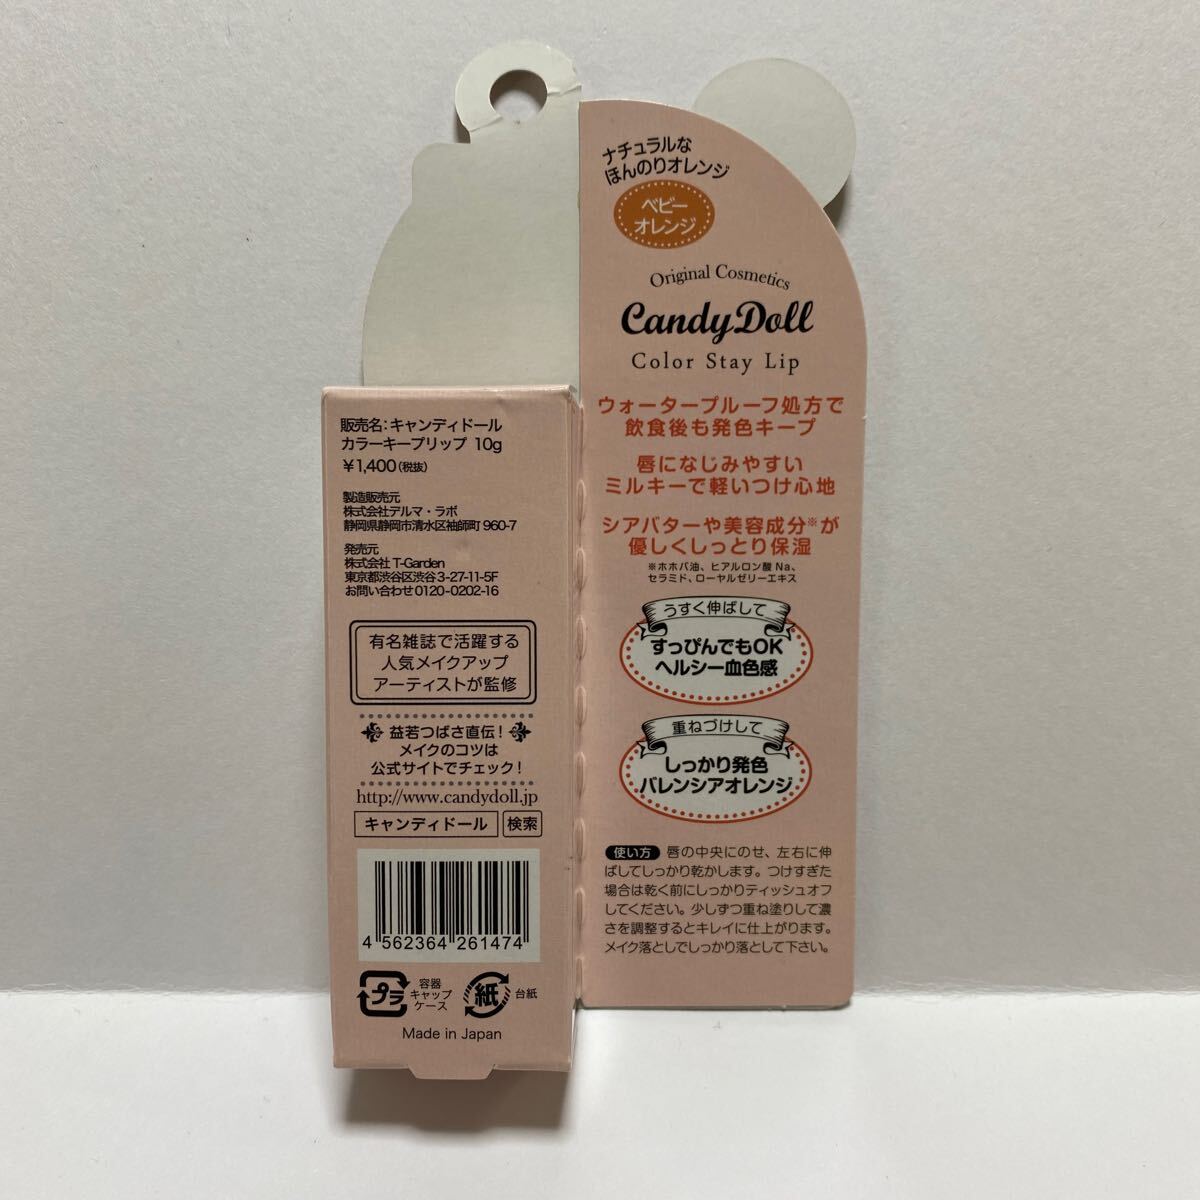 ナチュラルな
ほんのりオレンジ
ベビー
オレンジ
Original Cosmetics
CandyDoll
Color Stay Lip
ウォータープルーフ処方で
飲食後も発色キープ
唇になじみやすい
ミルキーで軽いつけ心地
シアバターや美容成分※が
優しくしっとり保湿
※ホホバ油、ヒアルロン酸Na、
セラミド、ローヤルゼリーエキス
うすく伸ばして
すっぴんでもOK
ヘルシー血色感
重ねづけして
しっかり発色
バレンシアオレンジ
使い方 唇の中央にのせ、左右に伸
ばしてしっかり乾かします。つけすぎた
場合は乾く前にしっかりティッシュオフ
してください。少しずつ重ね塗りして濃
さを調整するとキレイに仕上がります。
メイク落としでしっかり落として下さい。
販売名:キャンディドール
カラーキープリップ 10g
¥1,400(税抜)
製造販売元
株式会社デルマ・ラボ
静岡県静岡市清水区袖師町960-7
発売元
株式会社 T-Garden
東京都渋谷区渋谷3-27-11-5F
お問い合わせ0120-0202-16
有名雑誌で活躍する
人気メイクアップ
アーティストが監修
益若つばさ直伝!
メイクのコツは
公式サイトでチェック!
http://www.candydoll.jp
キャンディドール 検索
4 562364 261474
プラ 容器
キャップ
ケース
紙 台紙
Made in Japan